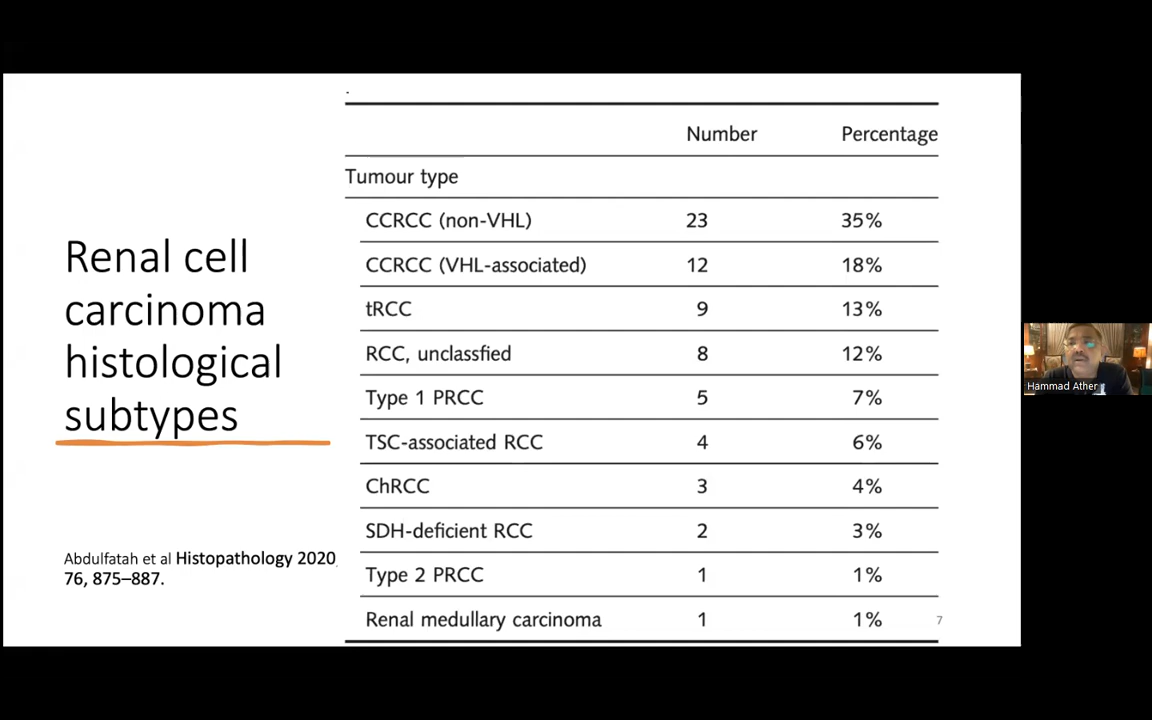 Renal cell
carcinoma
histological
subtypes
Abdulfatah et al Histopathology 2020
76, 875–887.
Number Percentage
Tumour type
CCRCC (non-VHL) 23 35%
CCRCC (VHL-associated) 12 18%
tRCC 9 13%
RCC, unclassfied 8 12%
Type 1 PRCC 5 7%
TSC-associated RCC 4 6%
ChRCC 3 4%
SDH-deficient RCC 2 3%
Type 2 PRCC 1 1%
Renal medullary carcinoma 1 1%
7
Hammad Ather